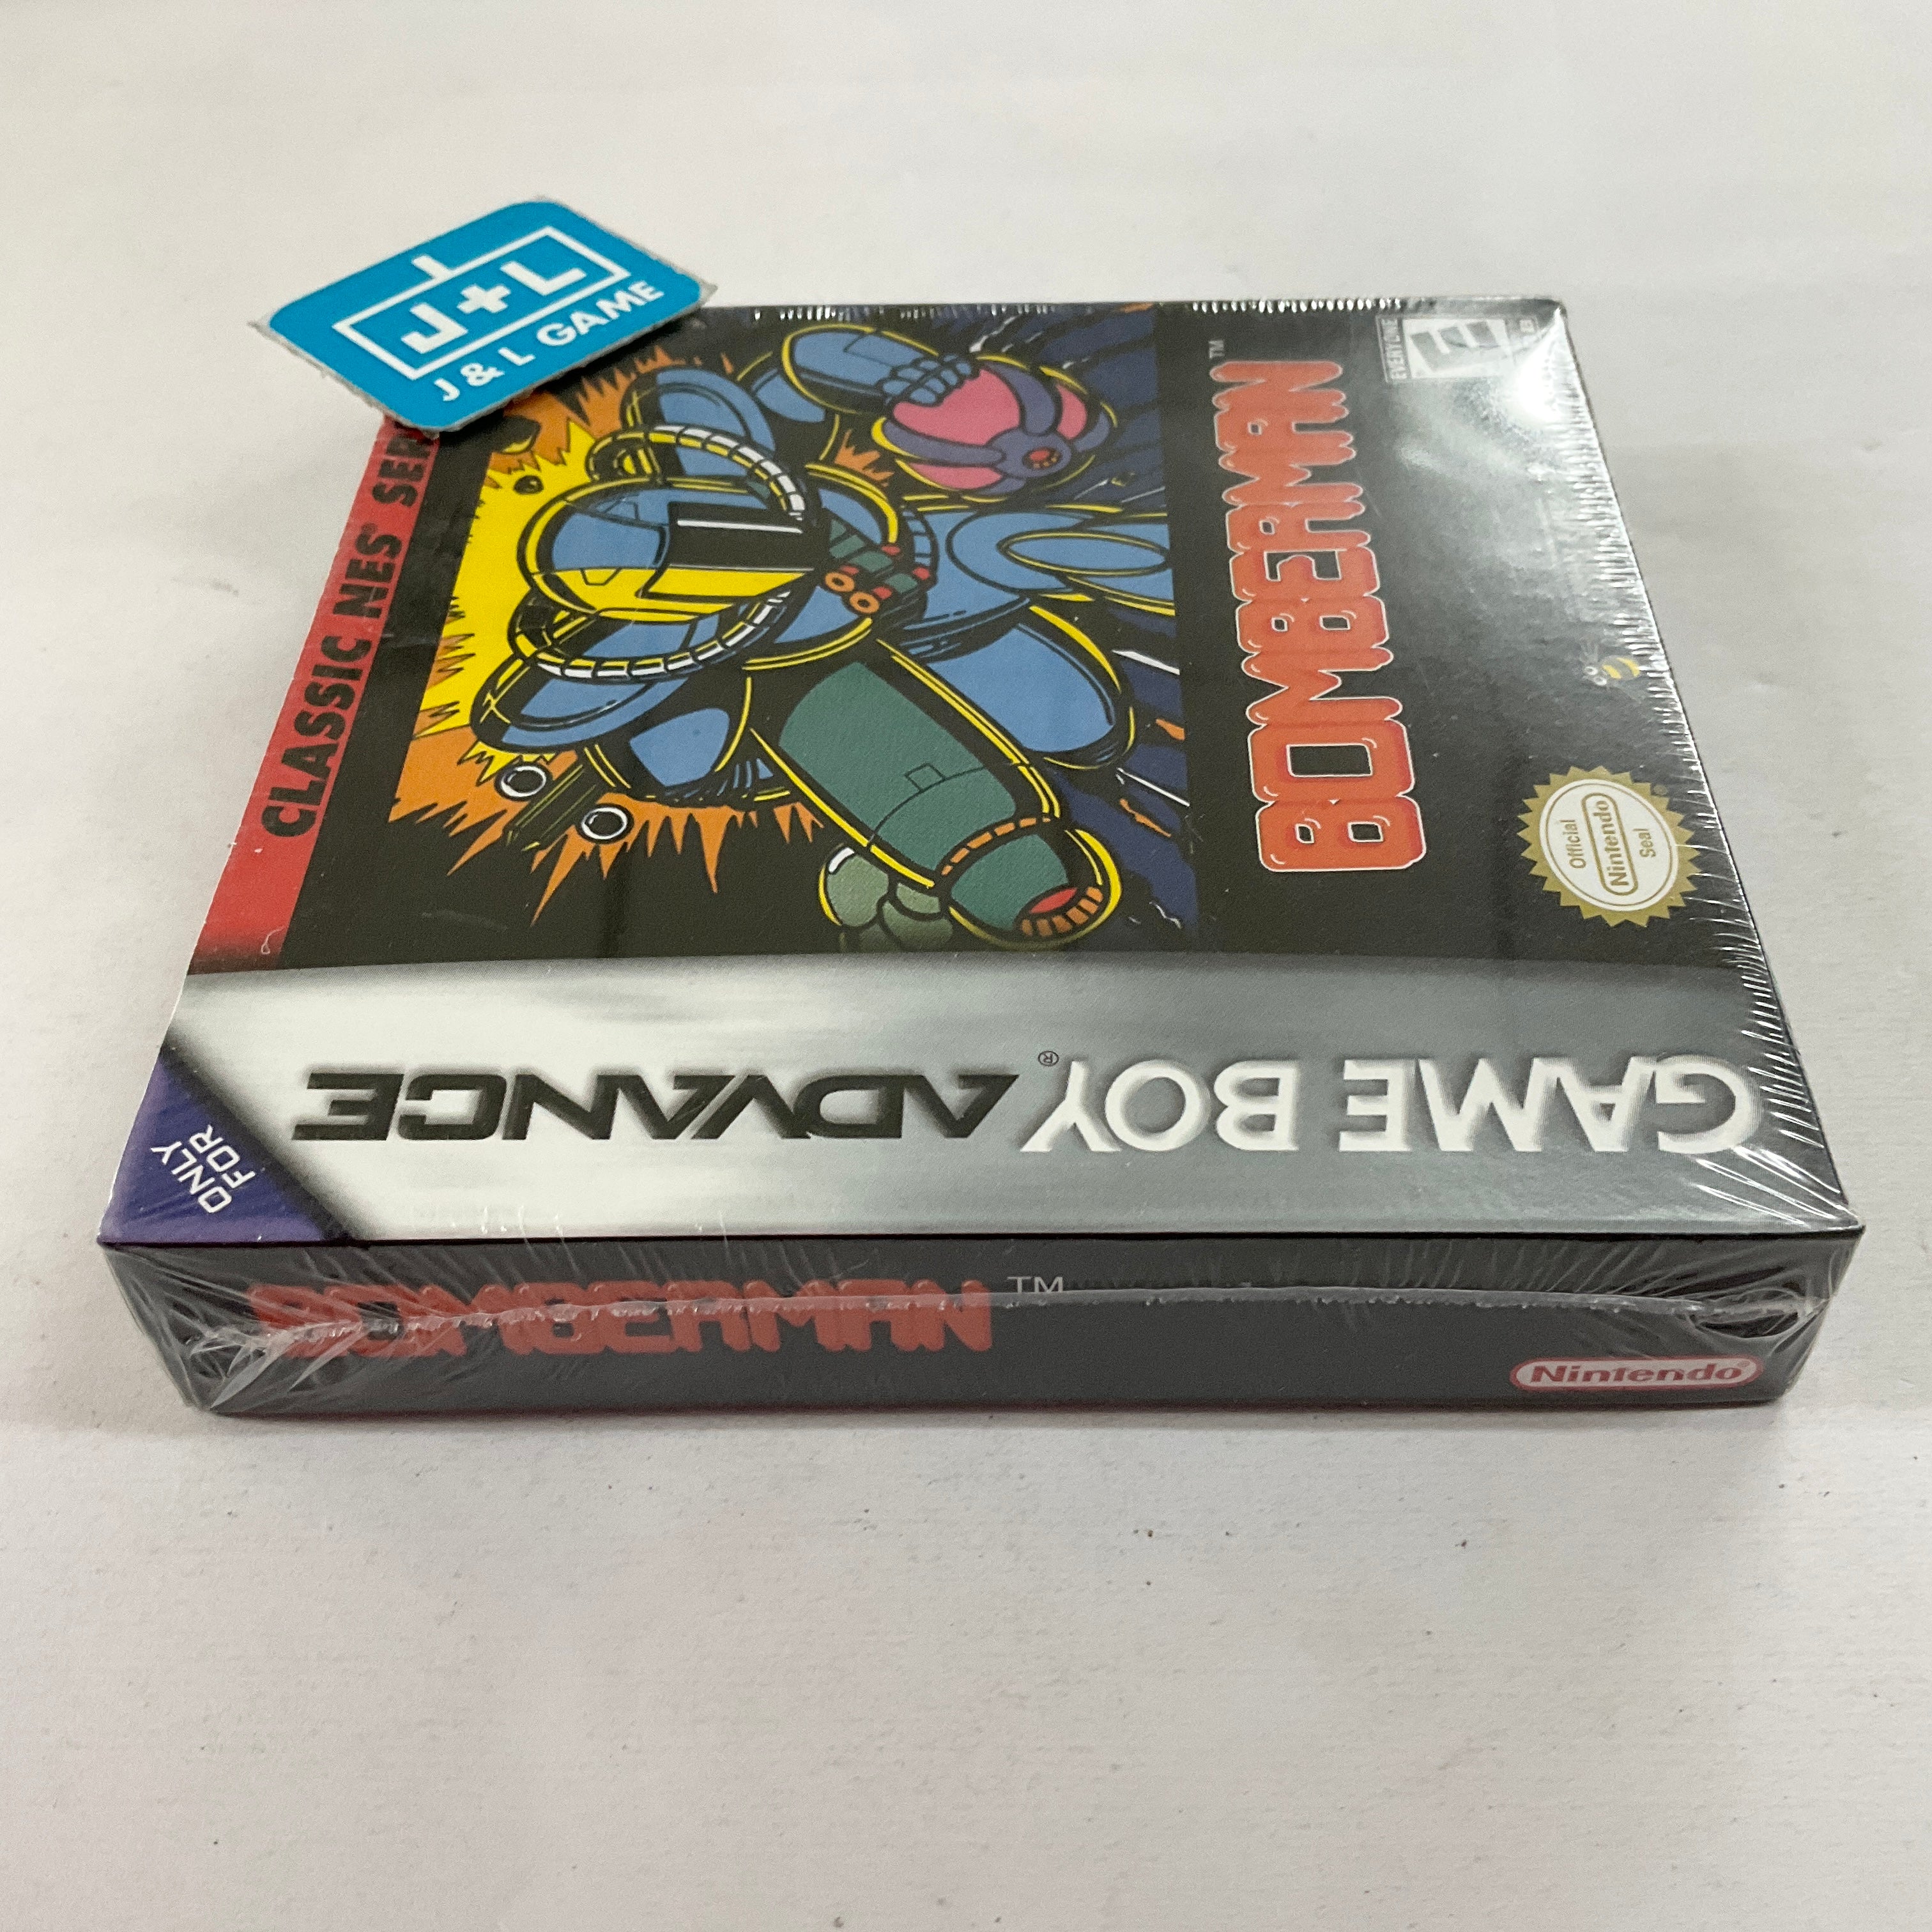 J+L
J & L GAME
CLASSIC NES SER
BOMBERMAN™
EVERYONE
E
Official
Nintendo®
Seal
GAME BOY ADVANCE®
ONLY
FOR
BOMBERMAN™
Nintendo®